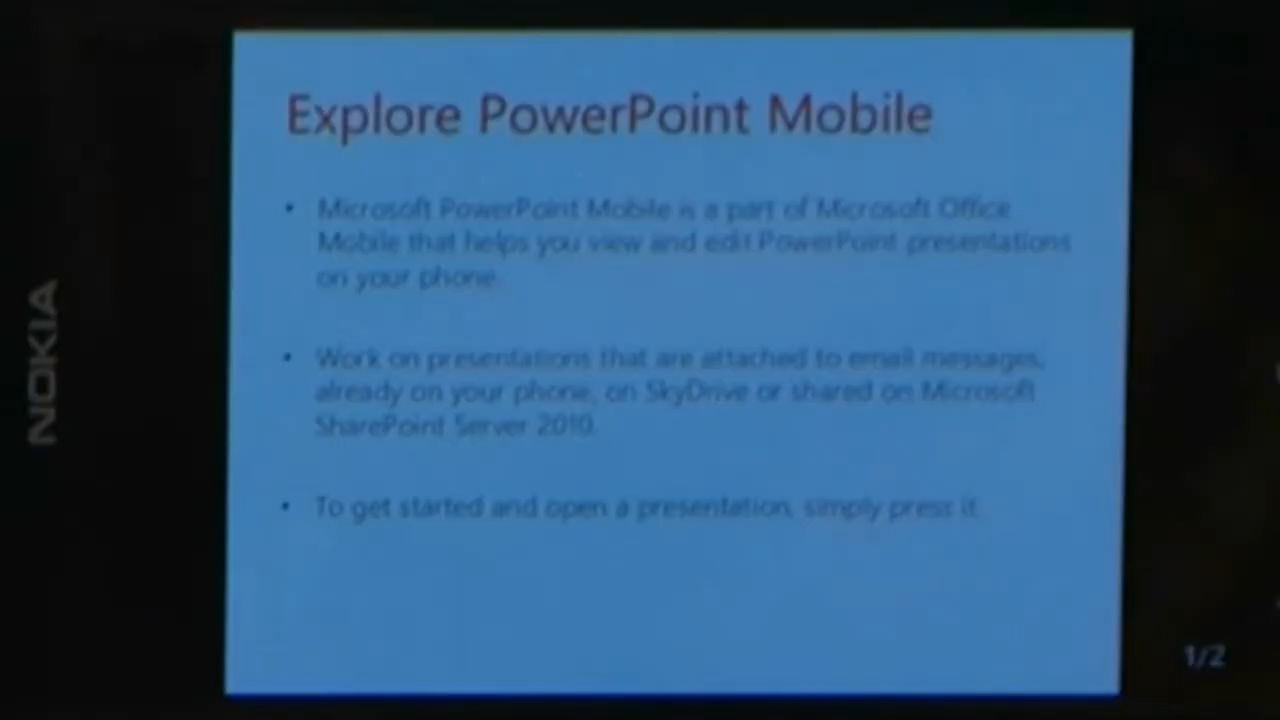 NOKIA
Explore PowerPoint Mobile
• Microsoft PowerPoint Mobile is a part of Microsoft Office
Mobile that helps you view and edit PowerPoint presentations
on your phone.
• Work on presentations that are attached to email messages,
already on your phone, on SkyDrive or shared on Microsoft
SharePoint Server 2010.
• To get started and open a presentation, simply press it.
1/2